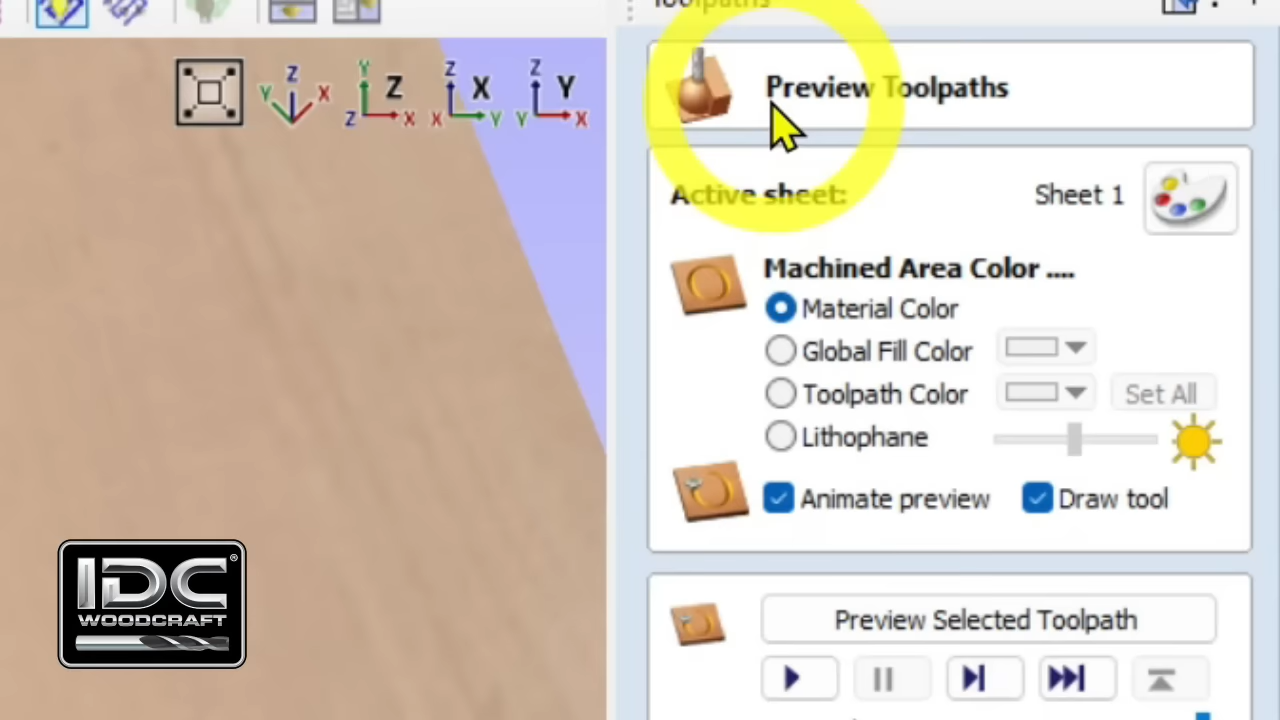 Toolpaths
Z
Y X
Y
Z
Z X
Z
X
X Y
Z
Y
Y X
Preview Toolpaths
Active sheet: Sheet 1
Machined Area Color ....
Material Color
Global Fill Color
Toolpath Color Set All
Lithophane
Animate preview Draw tool
IDC®
WOODCRAFT
Preview Selected Toolpath